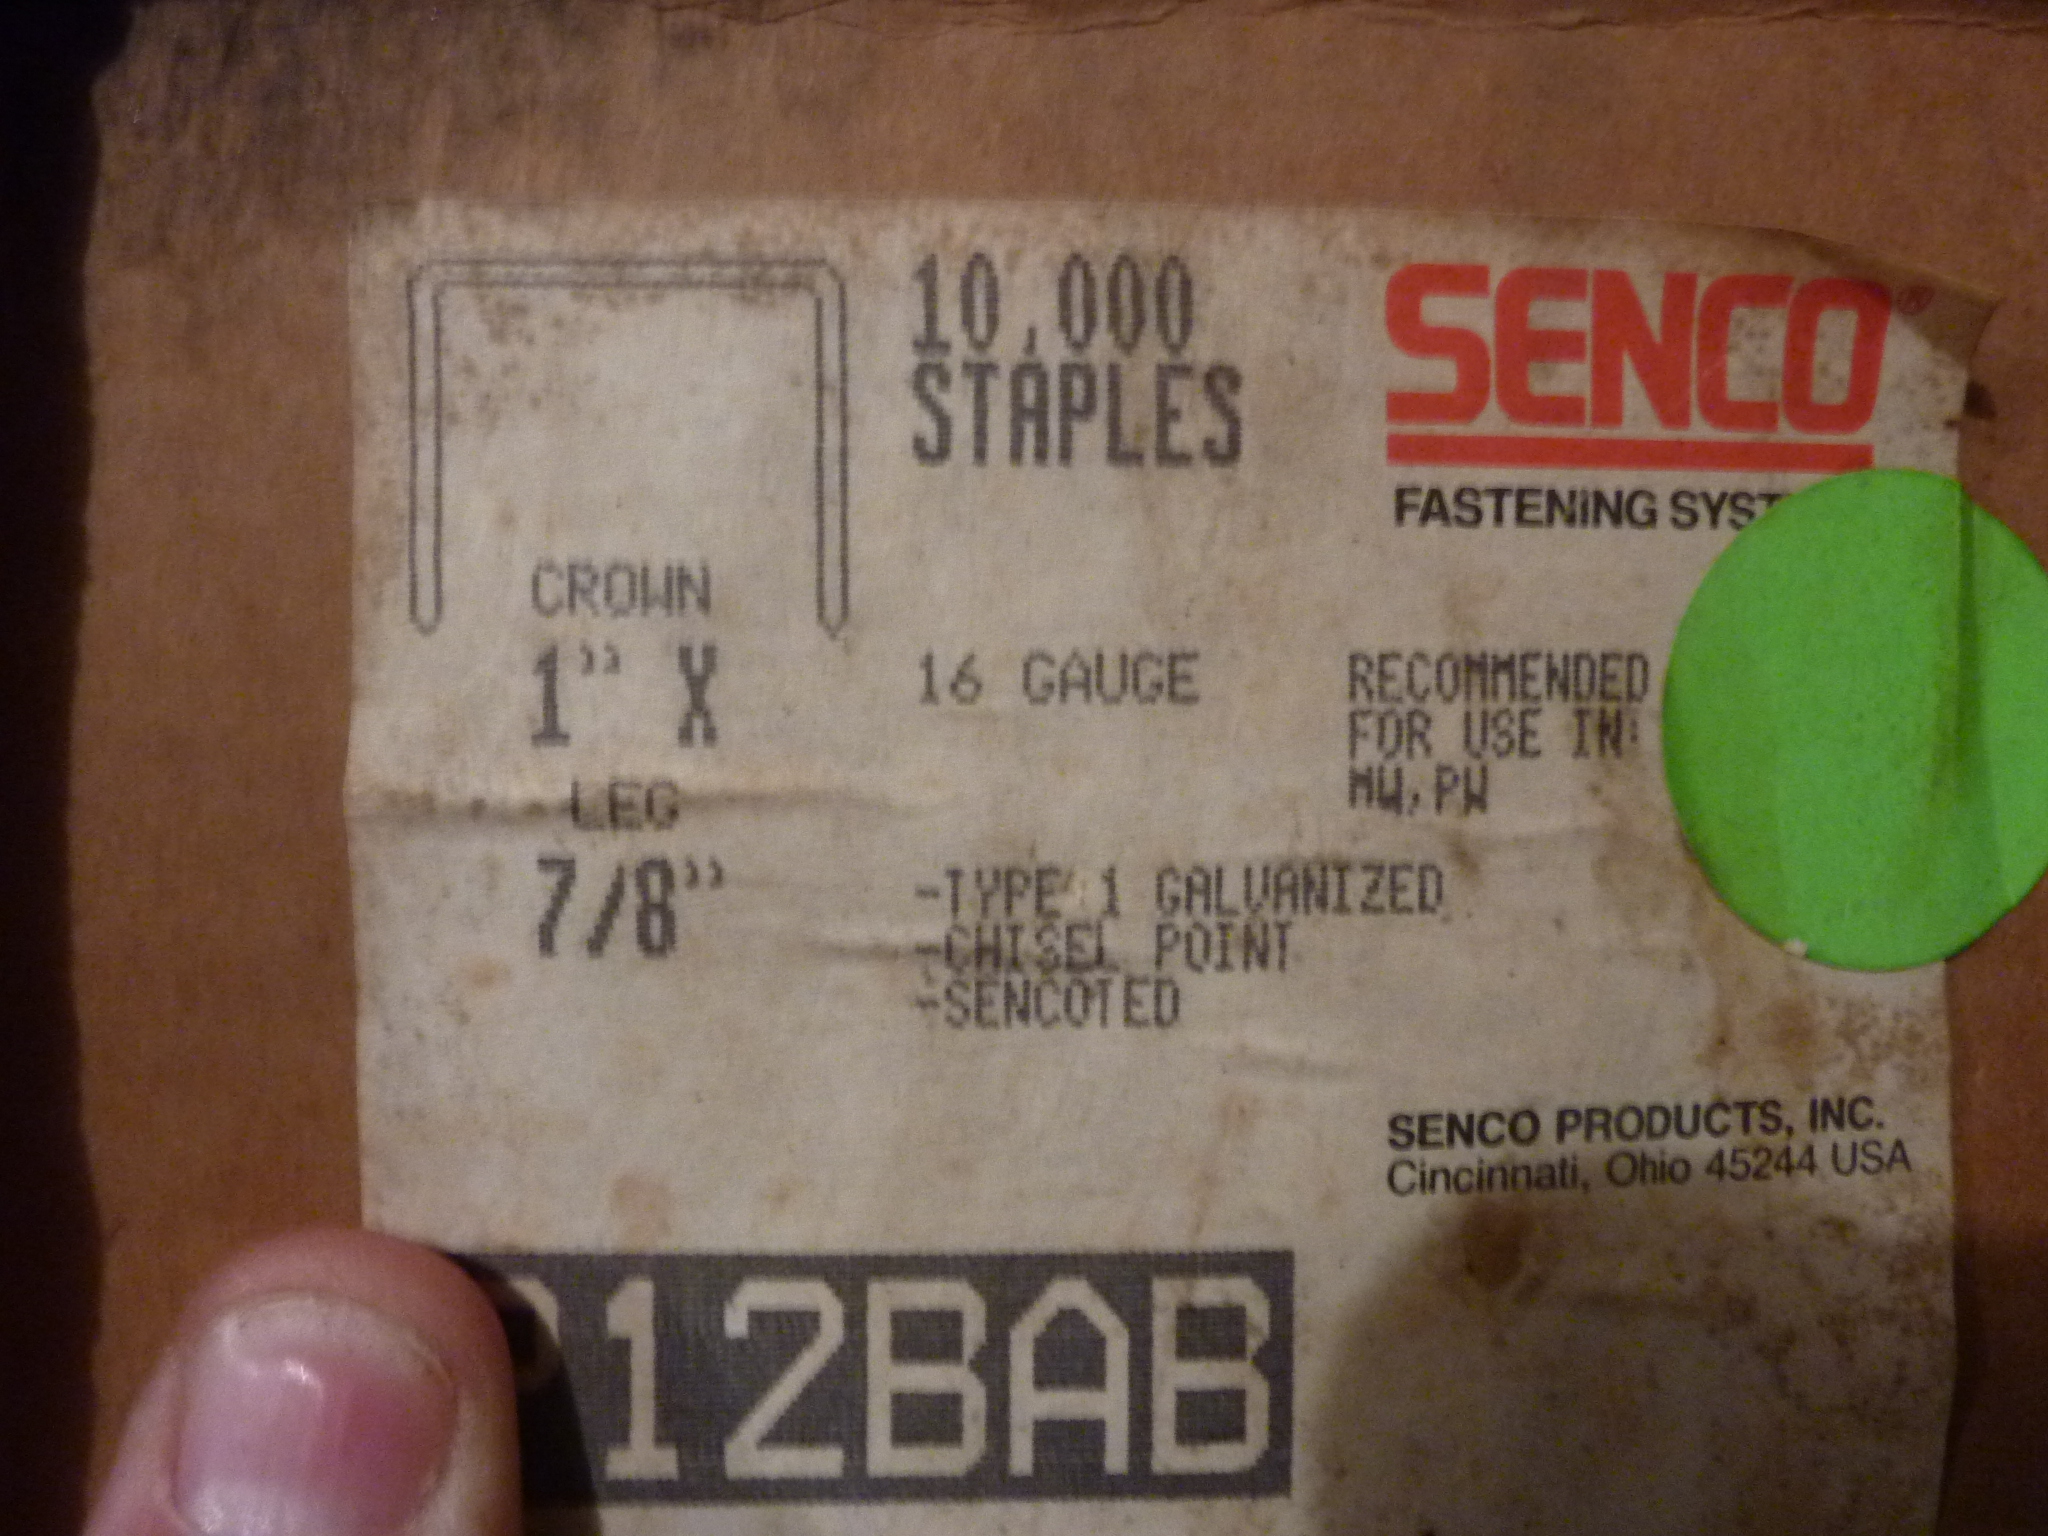 10,000
STAPLES
SENCO®
FASTENING
CROWN
1" X
LEG
7/8"
16 GAUGE
RECOMMENDED
FOR USE IN:
MW, PW
-TYPE 1 GALVANIZED
-CHISEL POINT
-SENCOTED
SENCO PRODUCTS, INC.
Cincinnati, Ohio 45244 USA
12BAB